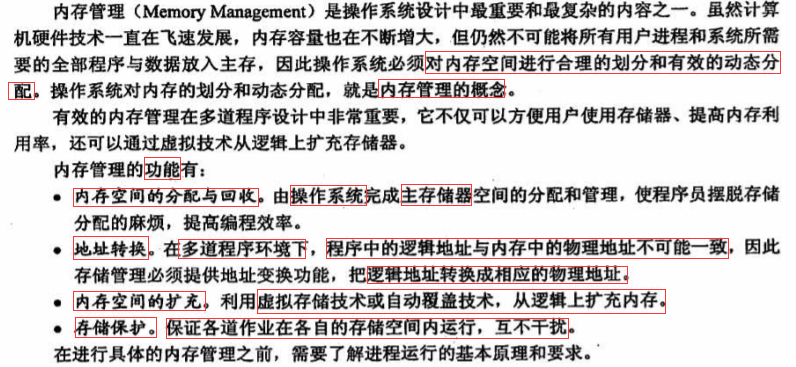 内存管理（Memory Management）是操作系统设计中最重要和最复杂的内容之一。虽然计算
机硬件技术一直在飞速发展，内存容量也在不断增大，但仍然不可能将所有用户进程和系统所需
要的全部程序与数据放入主存，因此操作系统必须对内存空间进行合理的划分和有效的动态分
配。操作系统对内存的划分和动态分配，就是内存管理的概念。
有效的内存管理在多道程序设计中非常重要，它不仅可以方便用户使用存储器、提高内存利
用率，还可以通过虚拟技术从逻辑上扩充存储器。
内存管理的功能有：
• 内存空间的分配与回收。由操作系统完成主存储器空间的分配和管理，使程序员摆脱存储
分配的麻烦，提高编程效率。
• 地址转换。在多道程序环境下，程序中的逻辑地址与内存中的物理地址不可能一致，因此
存储管理必须提供地址变换功能，把逻辑地址转换成相应的物理地址。
• 内存空间的扩充。利用虚拟存储技术或自动覆盖技术，从逻辑上扩充内存。
• 存储保护。保证各道作业在各自的存储空间内运行，互不干扰。
在进行具体的内存管理之前，需要了解进程运行的基本原理和要求。